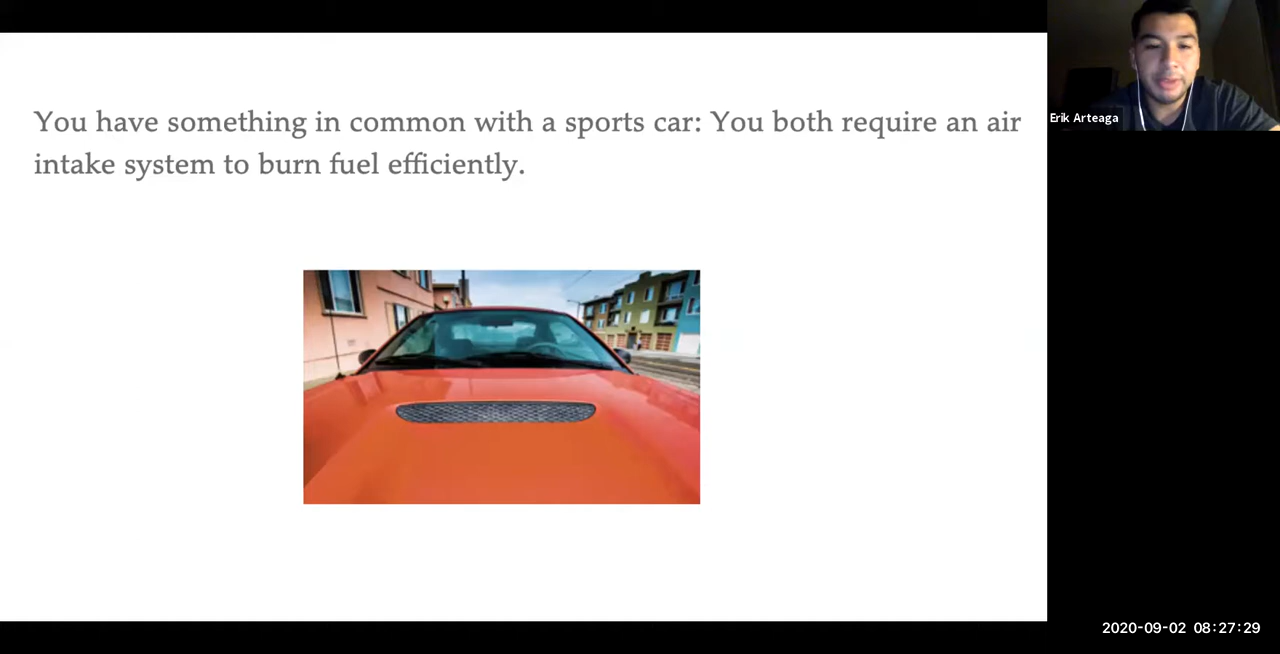 You have something in common with a sports car: You both require an air
intake system to burn fuel efficiently.
Erik Arteaga
2020-09-02 08:27:29